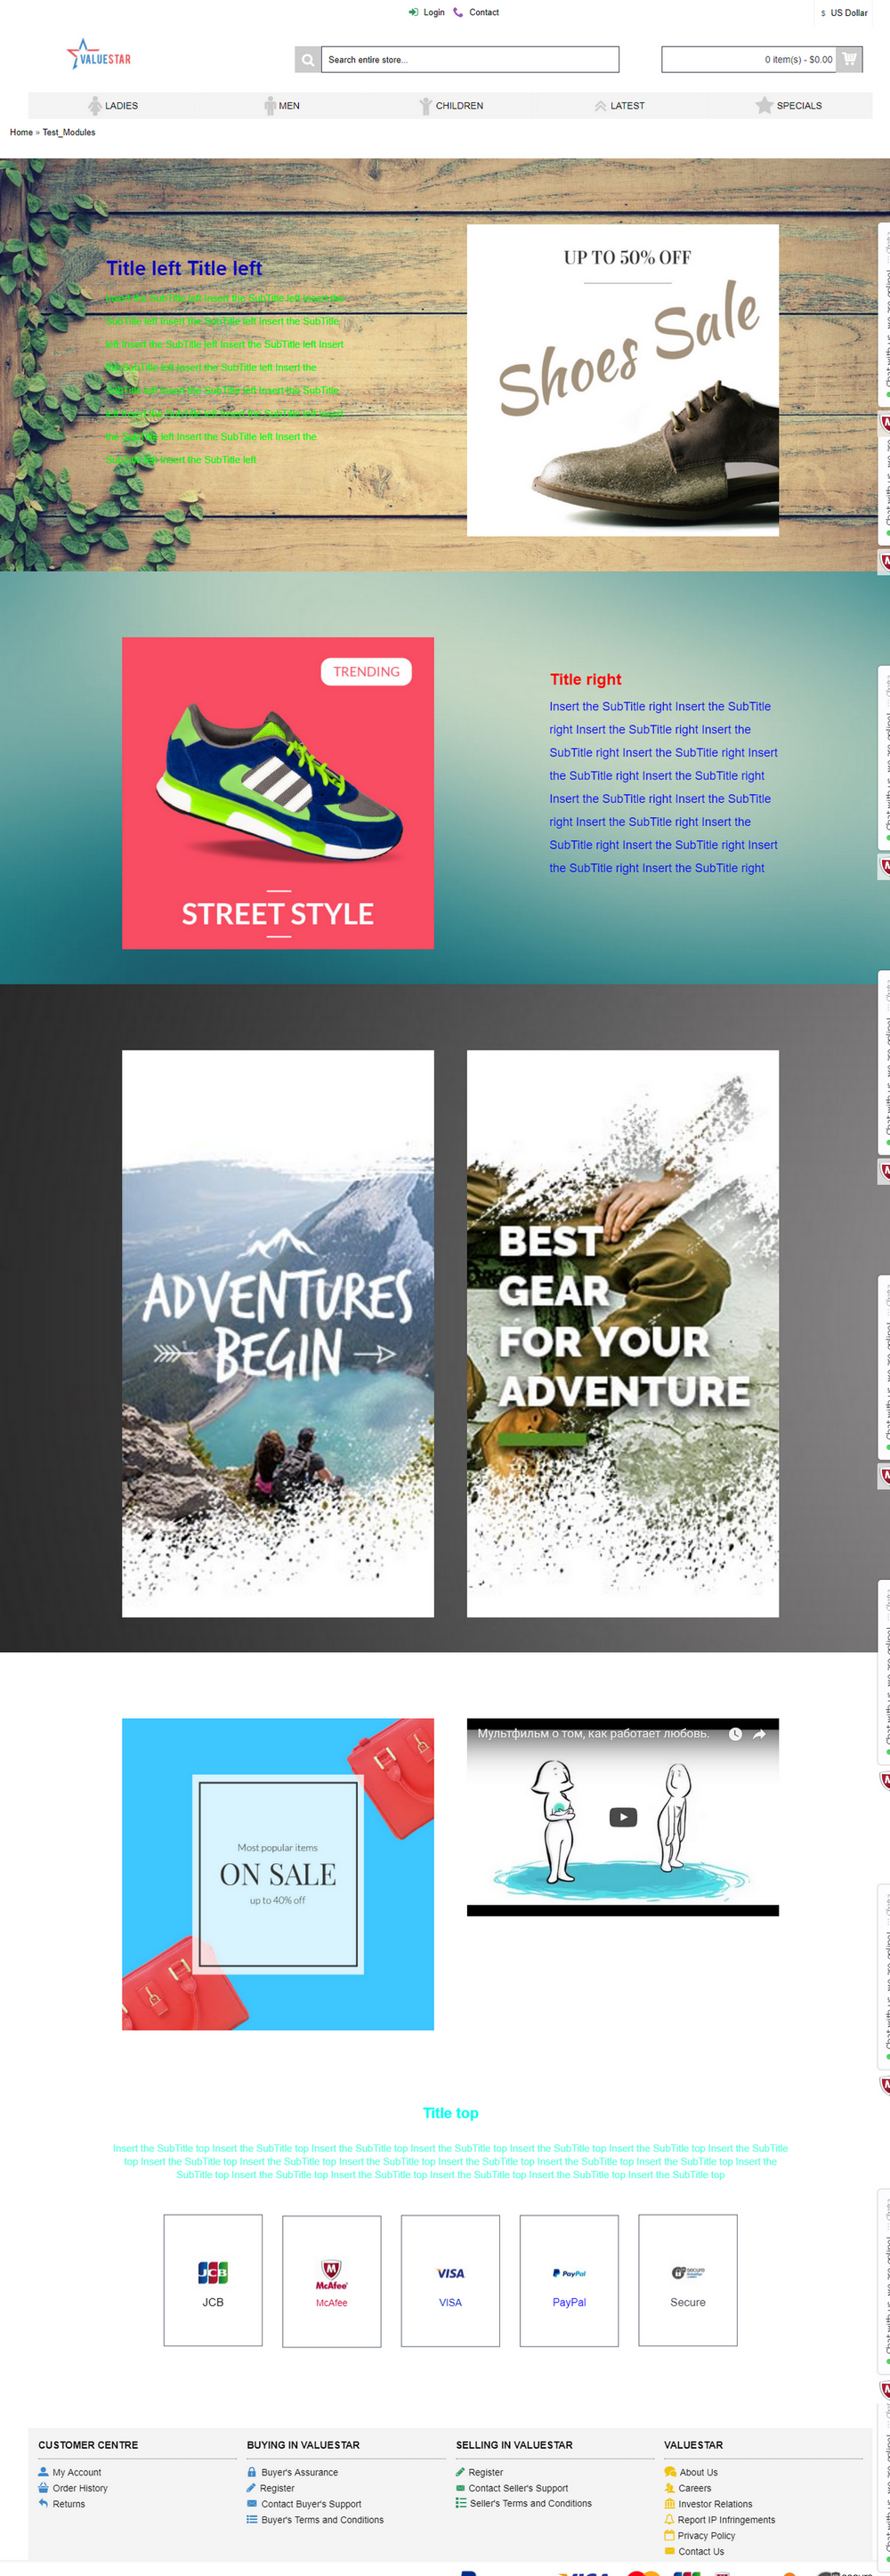 Login Contact
$ US Dollar
VALUESTAR
Search entire store...
0 item(s) - $0.00
LADIES MEN CHILDREN LATEST SPECIALS
Home » Test_Modules
Title left Title left
Insert the SubTitle left Insert the SubTitle left Insert the
SubTitle left Insert the SubTitle left Insert the SubTitle
left Insert the SubTitle left Insert the SubTitle left Insert
the SubTitle left Insert the SubTitle left Insert the
SubTitle left Insert the SubTitle left Insert the SubTitle
left Insert the SubTitle left Insert the SubTitle left Insert
the SubTitle left Insert the SubTitle left Insert the
SubTitle left Insert the SubTitle left
UP TO 50% OFF
Shoes Sale
TRENDING
STREET STYLE
Title right
Insert the SubTitle right Insert the SubTitle
right Insert the SubTitle right Insert the
SubTitle right Insert the SubTitle right Insert
the SubTitle right Insert the SubTitle right
Insert the SubTitle right Insert the SubTitle
right Insert the SubTitle right Insert the
SubTitle right Insert the SubTitle right Insert
the SubTitle right Insert the SubTitle right
ADVENTURES
BEGIN
BEST
GEAR
FOR YOUR
ADVENTURE
Most popular items
ON SALE
up to 40% off
Мультфильм о том, как работает любовь.
Title top
Insert the SubTitle top Insert the SubTitle top Insert the SubTitle top Insert the SubTitle top Insert the SubTitle top Insert the SubTitle top Insert the SubTitle
top Insert the SubTitle top Insert the SubTitle top Insert the SubTitle top Insert the SubTitle top Insert the SubTitle top Insert the SubTitle top Insert the
SubTitle top Insert the SubTitle top Insert the SubTitle top Insert the SubTitle top Insert the SubTitle top Insert the SubTitle top
JCB
JCB
McAfee
McAfee
VISA
VISA
PayPal
PayPal
secure
Secure
CUSTOMER CENTRE
My Account
Order History
Returns
BUYING IN VALUESTAR
Buyer's Assurance
Register
Contact Buyer's Support
Buyer's Terms and Conditions
SELLING IN VALUESTAR
Register
Contact Seller's Support
Seller's Terms and Conditions
VALUESTAR
About Us
Careers
Investor Relations
Report IP Infringements
Privacy Policy
Contact Us